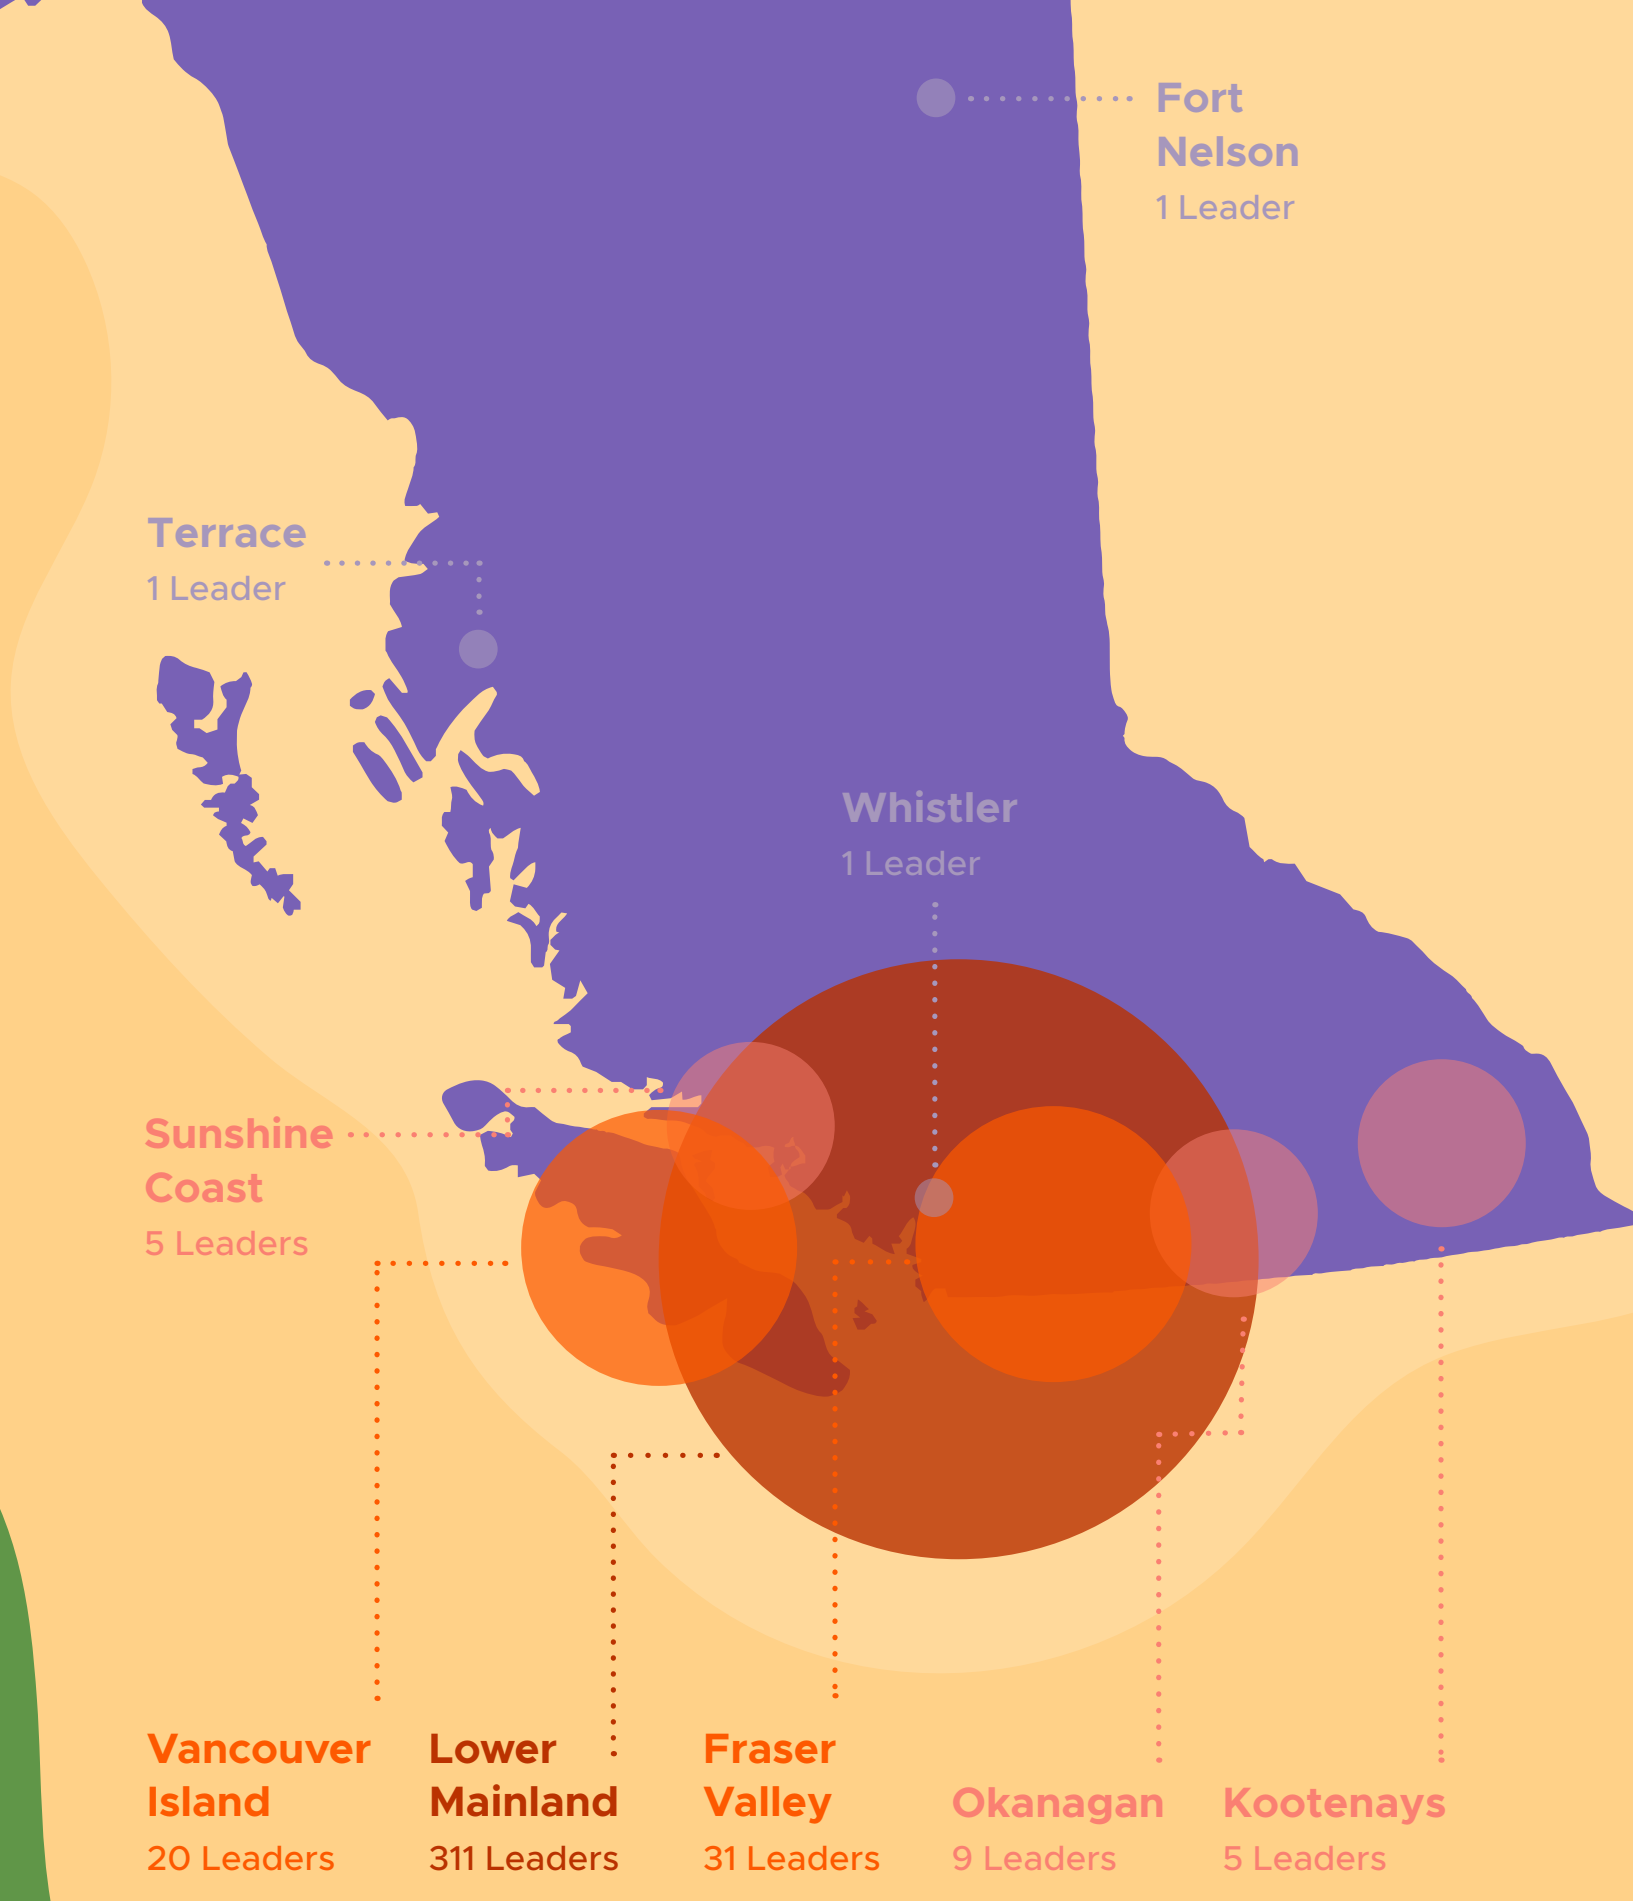 Fort
Nelson
1 Leader
Terrace
1 Leader
Whistler
1 Leader
Sunshine
Coast
5 Leaders
Vancouver
Island
20 Leaders
Lower
Mainland
311 Leaders
Fraser
Valley
31 Leaders
Okanagan
9 Leaders
Kootenays
5 Leaders